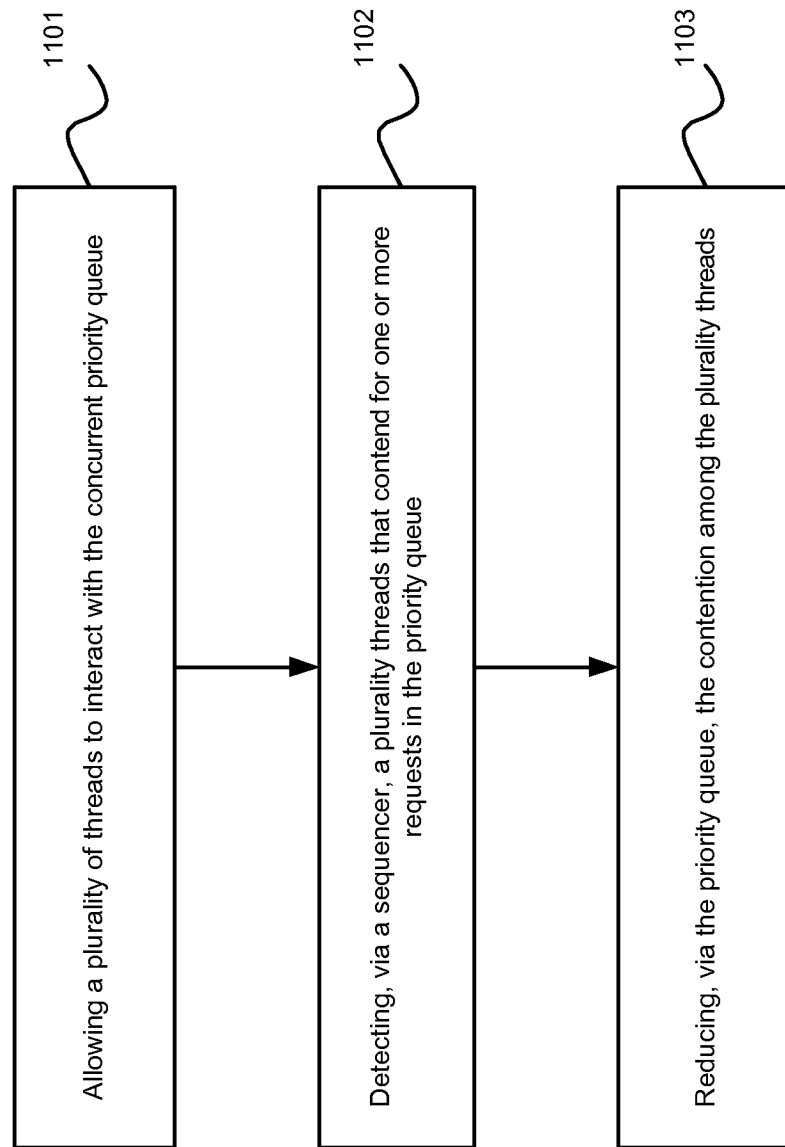 Allowing a plurality of threads to interact with the concurrent priority queue
1101
Detecting, via a sequencer, a plurality threads that contend for one or more
requests in the priority queue
1102
Reducing, via the priority queue, the contention among the plurality threads
1103